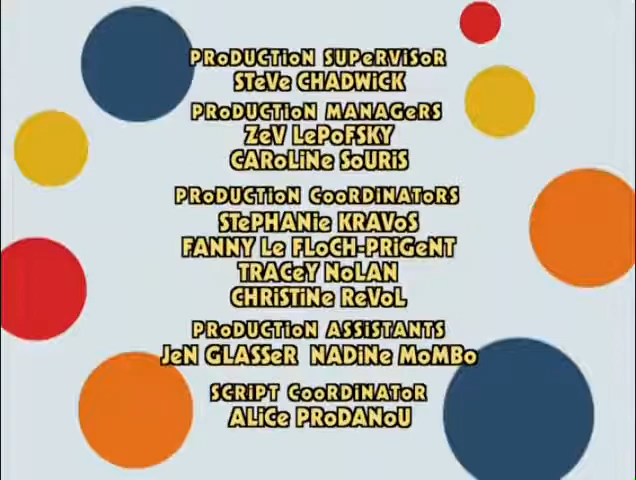 PRoDUCTioN SUPeRViSoR
STeVe CHADWiCK
PRoDUCTioN MANAGeRS
ZeV LePoFSKY
CARoLiNe SoURiS
PRoDUCTioN CooRDiNAToRS
STePHANie KRAVoS
FANNY Le FLoCH-PRiGeNT
TRACeY NoLAN
CHRiSTiNe ReVoL
PRoDUCTioN ASSiSTANTS
JeN GLASSeR NADiNe MoMBo
SCRiPT CooRDiNAToR
ALiCe PRoDANoU